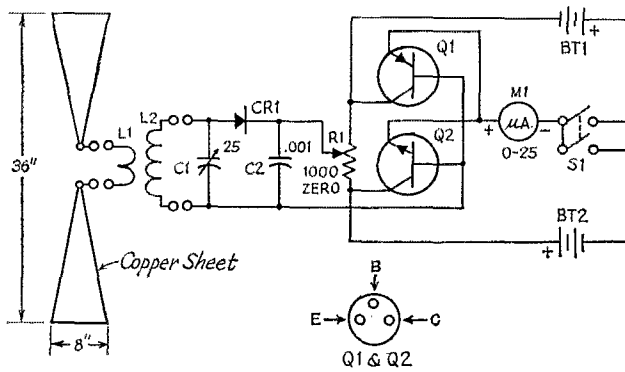 36"
8"
Copper Sheet
L1
L2
C1
25
CR1
C2
.001
R1
1000
ZERO
Q1
Q2
BT1
+
M1
+
μA.
-
0-25
S1
+
BT2
B
E
C
Q1 & Q2